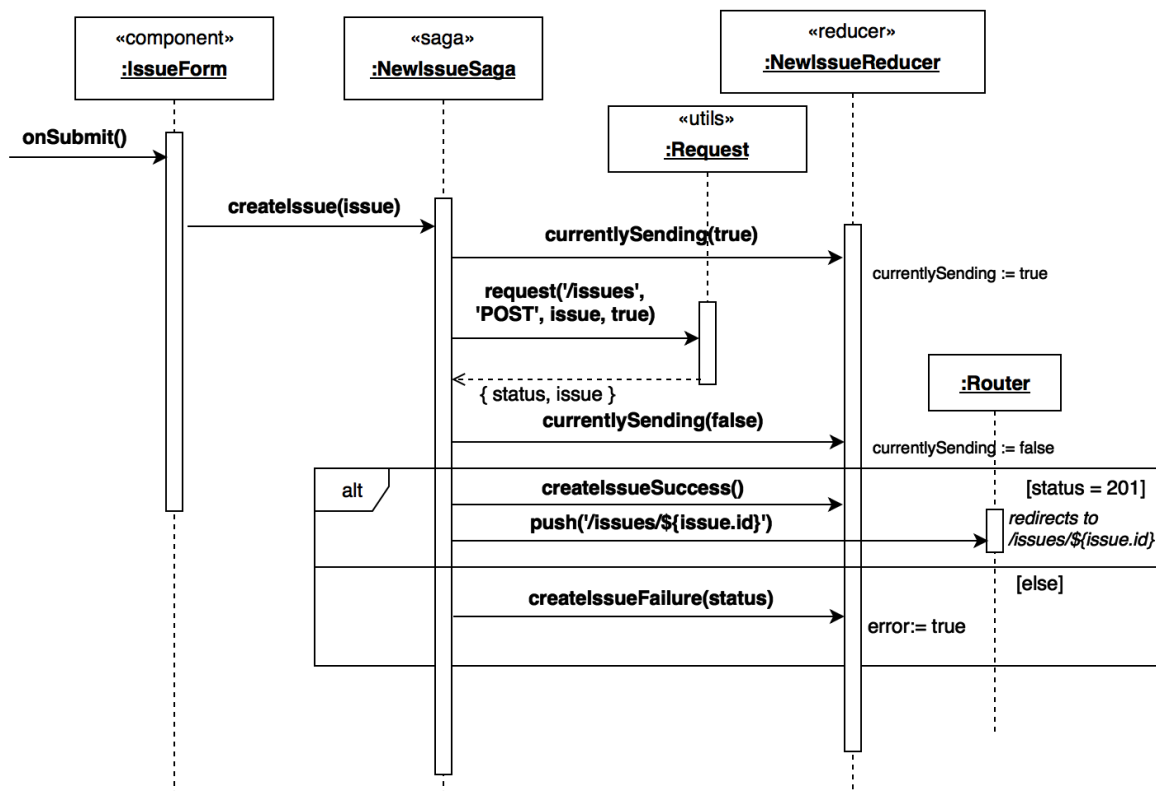 «component»
:IssueForm
«saga»
:NewIssueSaga
«reducer»
:NewIssueReducer
«utils»
:Request
onSubmit()
createIssue(issue)
currentlySending(true)
currentlySending := true
request('/issues',
'POST', issue, true)
:Router
{ status, issue }
currentlySending(false)
currentlySending := false
alt
createIssueSuccess()
[status = 201]
push('/issues/${issue.id}')
redirects to
/issues/${issue.id}
[else]
createIssueFailure(status)
error:= true